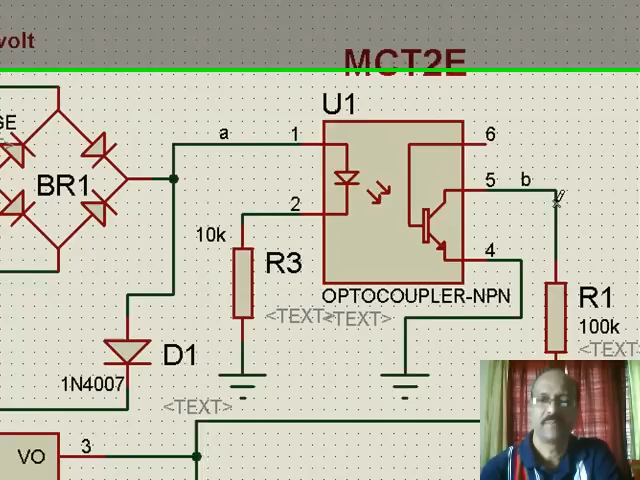 volt
MCT2E
U1
GE
a
1
6
BR1
5
b
2
10k
4
R3
OPTOCOUPLER-NPN
R1
<TEXT>
<TEXT>
100k
<TEXT>
D1
1N4007
<TEXT>
VO
3